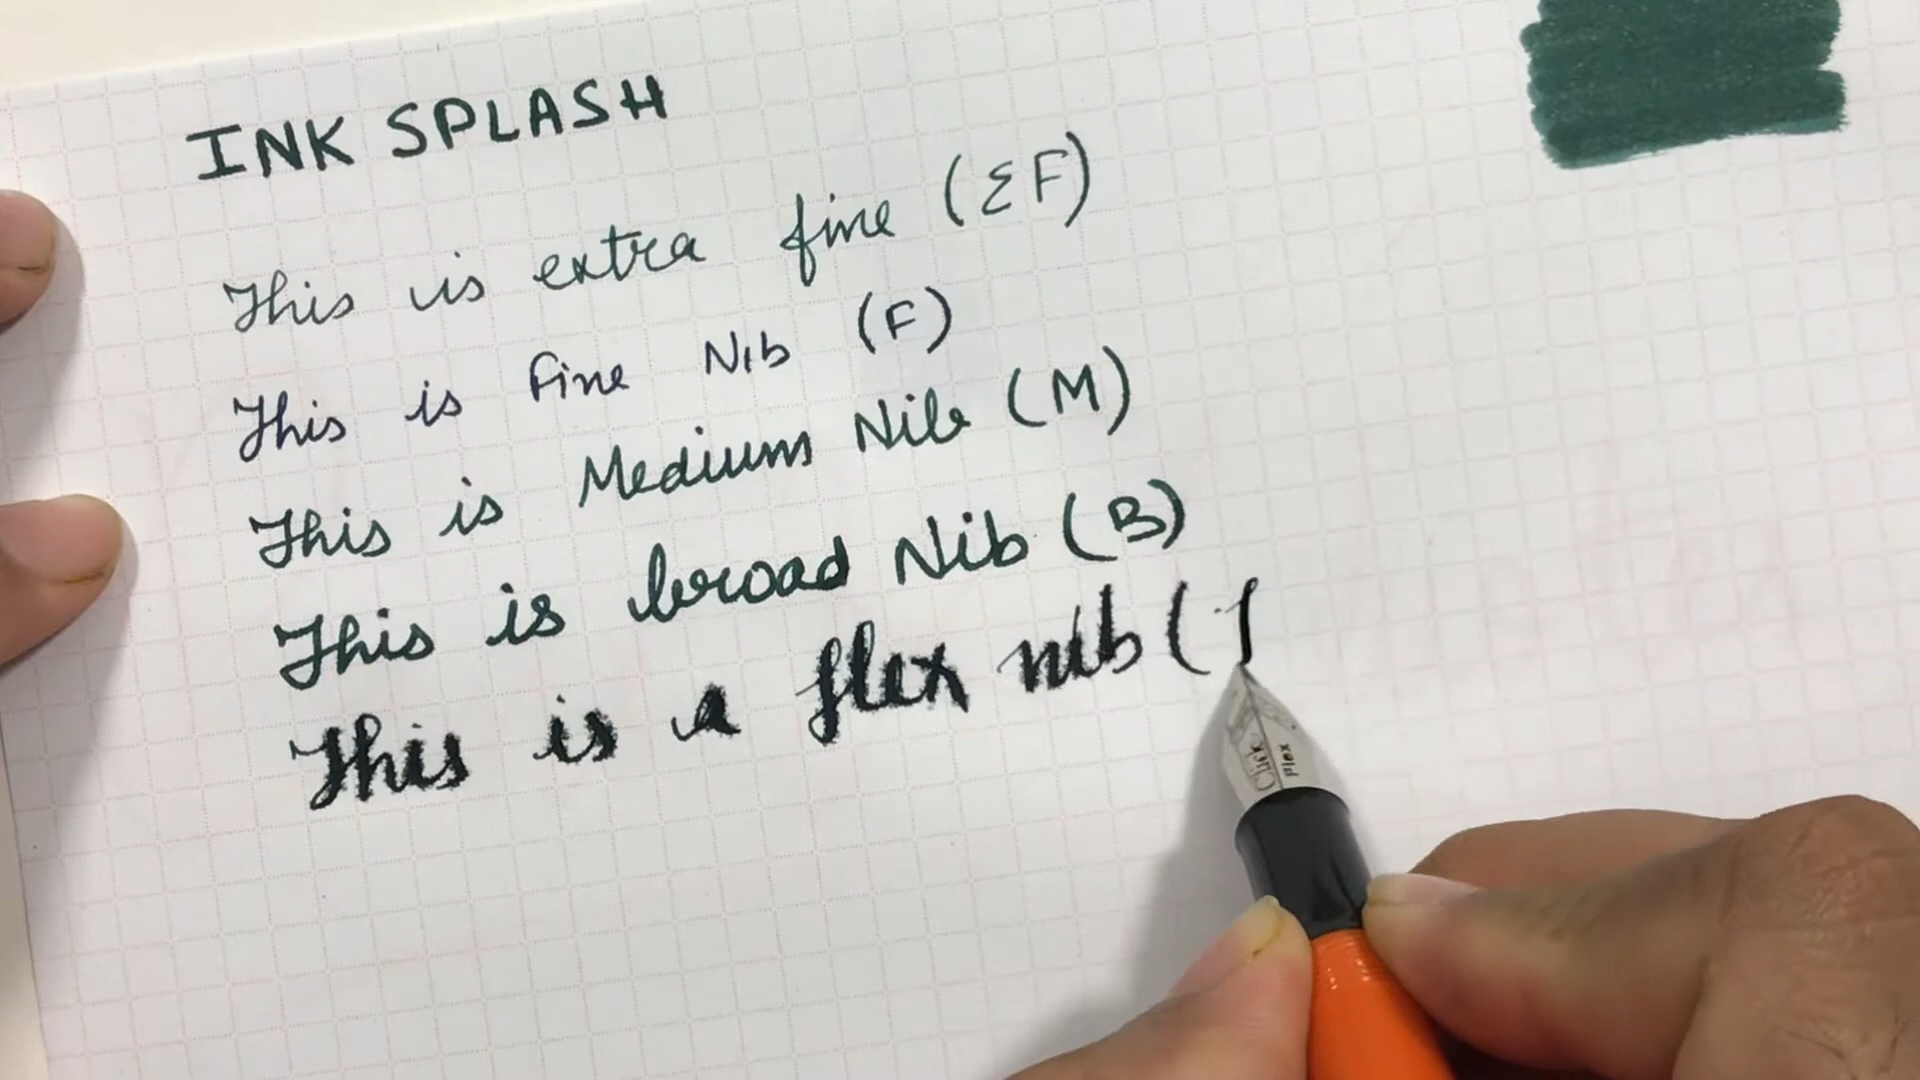 INK SPLASH
This is extra fine (EF)
This is Fine Nib (F)
This is Medium Nib (M)
This is broad Nib (B)
This is a flex nib (
Click
Flex